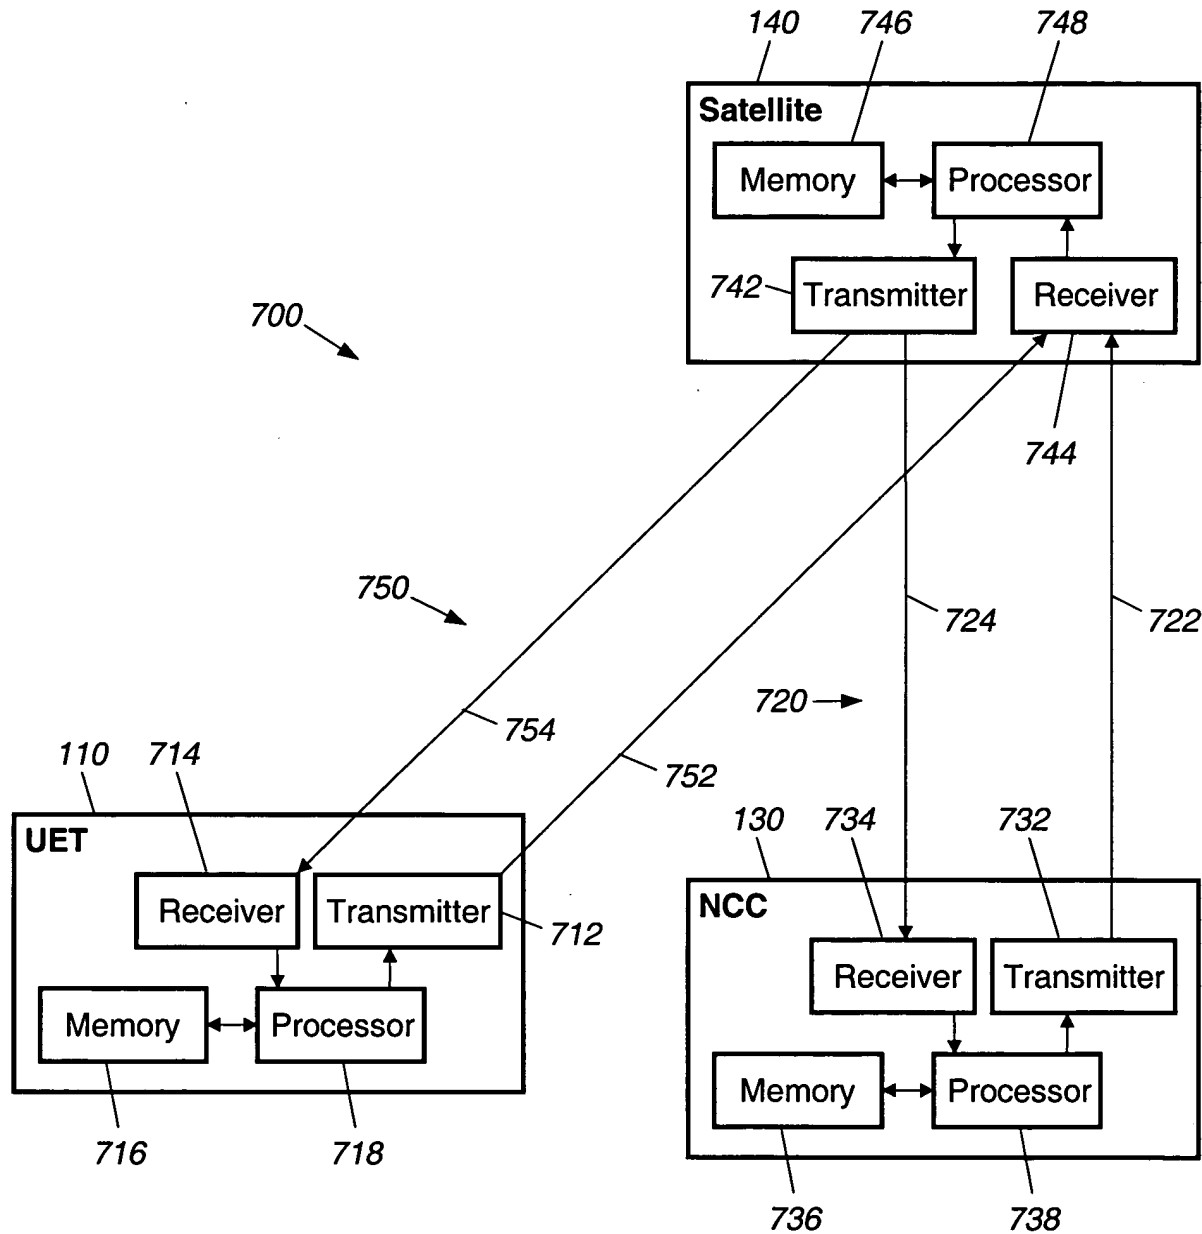 140 746 748
Satellite
Memory Processor
742 Transmitter Receiver
700
744
750
724 722
720
754
752
110 714
130 734 732
UET
NCC
Receiver Transmitter
712
Receiver Transmitter
Memory Processor
Memory Processor
716 718
736 738